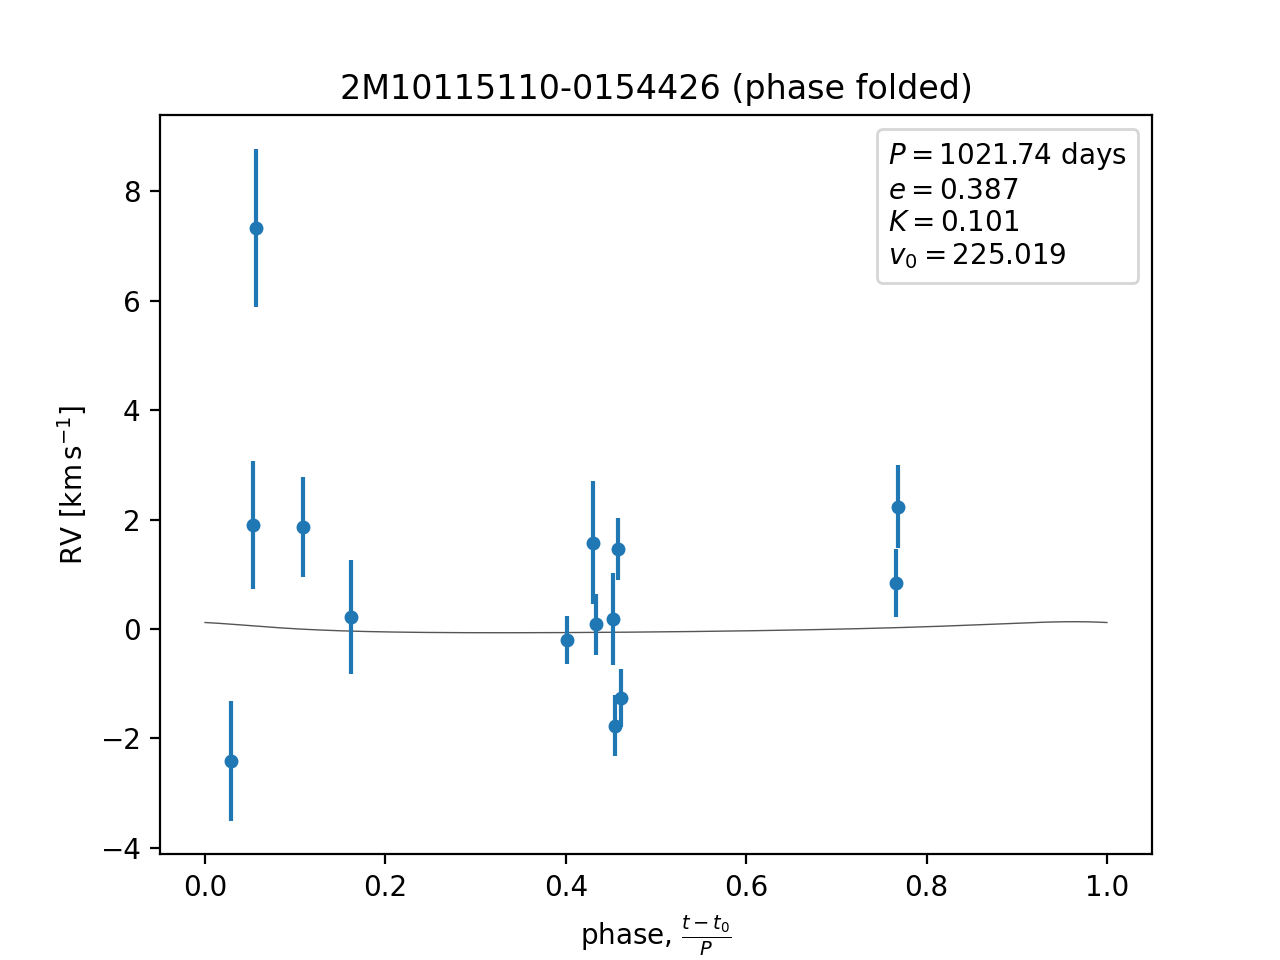 2M10115110-0154426 (phase folded)
P = 1021.74 days
e = 0.387
K = 0.101
v₀ = 225.019
8
6
4
2
0
−2
−4
RV [km s⁻¹]
0.0 0.2 0.4 0.6 0.8 1.0
phase, (t − t₀)/P